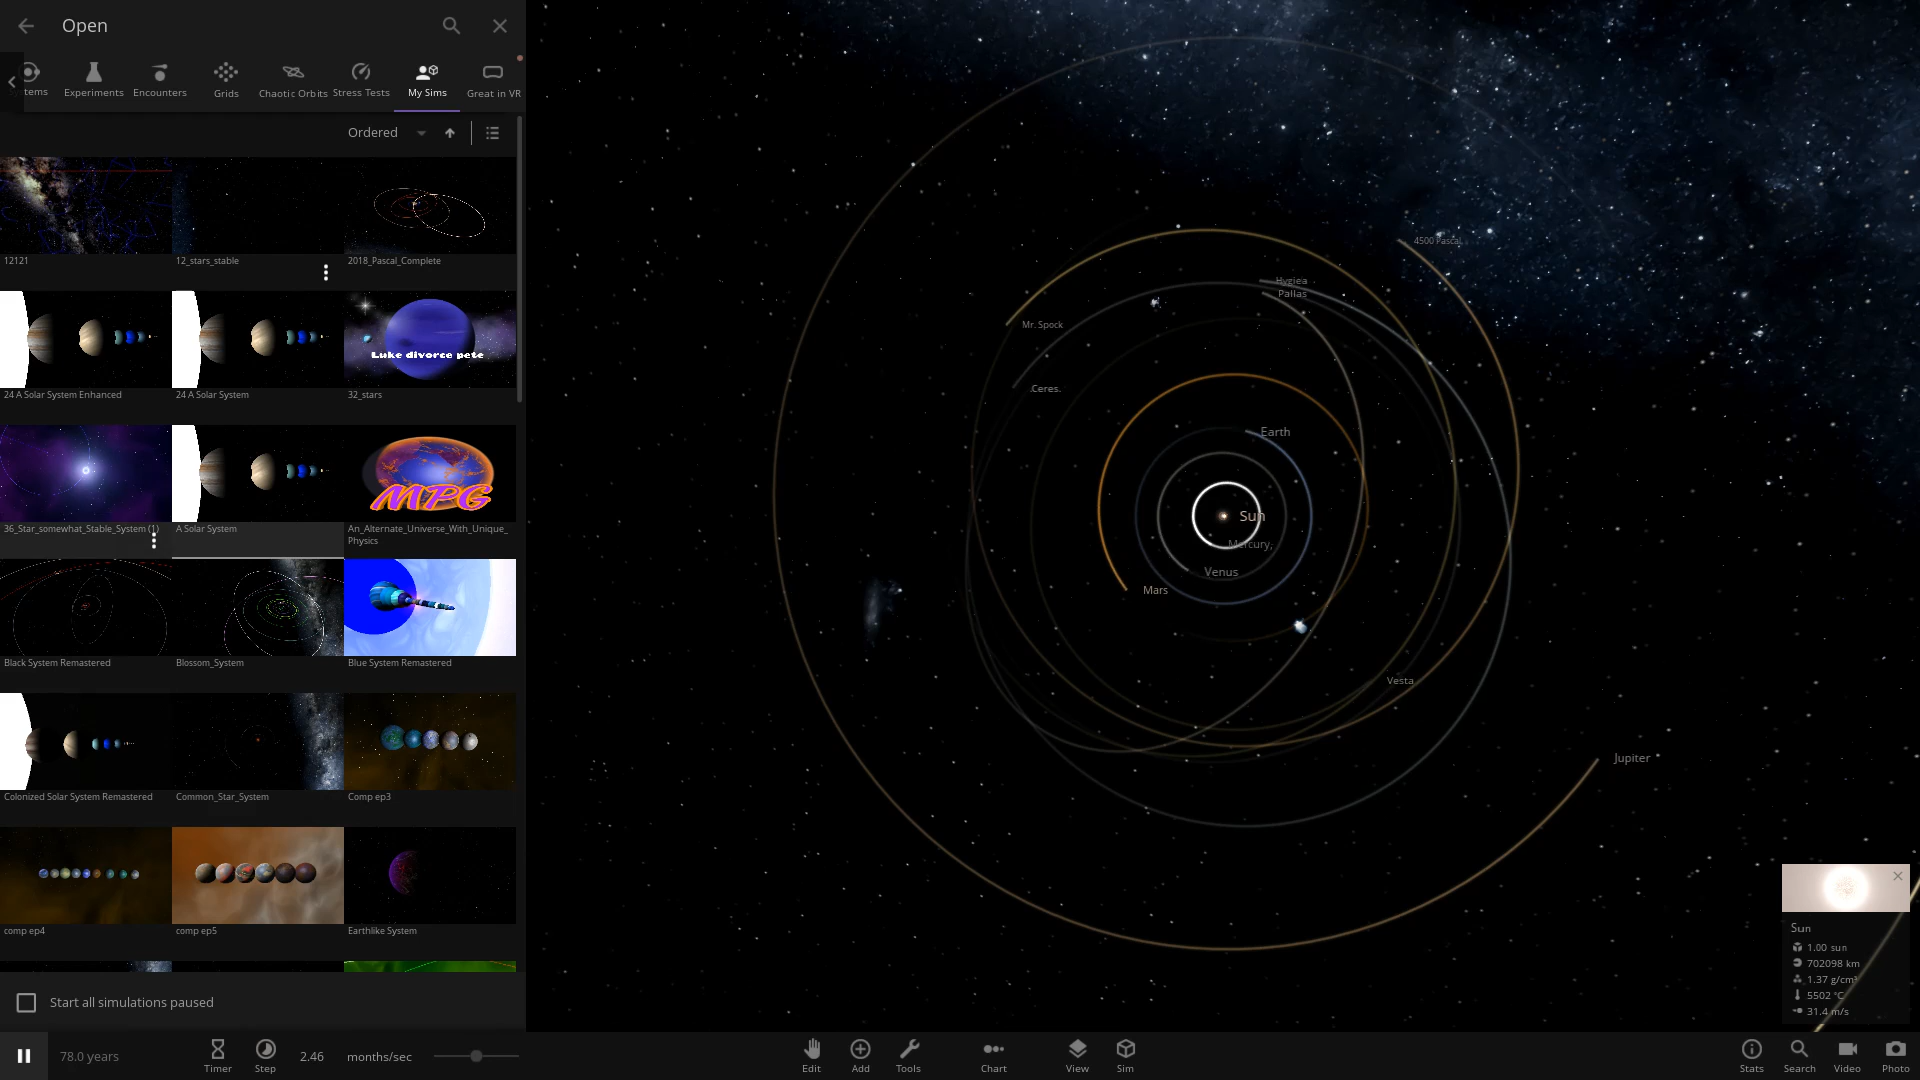 Open
Experiments
Encounters
Grids
Chaotic Orbits
Stress Tests
My Sims
Great in VR
Ordered
12121
12_stars_stable
2018_Pascal_Complete
Luke divorce pete
24 A Solar System Enhanced
24 A Solar System
32_stars
MPG
36_Star_somewhat_Stable_System (1)
A Solar System
An_Alternate_Universe_With_Unique_
Physics
Black System Remastered
Blossom_System
Blue System Remastered
Colonized Solar System Remastered
Common_Star_System
Comp ep3
comp ep4
comp ep5
Earthlike System
Start all simulations paused
4500 Pascal
Hygiea
Pallas
Mr. Spock
Ceres
Earth
Sun
Mercury
Venus
Mars
Vesta
Jupiter
Sun
1.00 sun
702098 km
1.37 g/cm³
5502 °C
31.4 m/s
78.0 years
Timer
Step
2.46
months/sec
Edit
Add
Tools
Chart
View
Sim
Stats
Search
Video
Photo